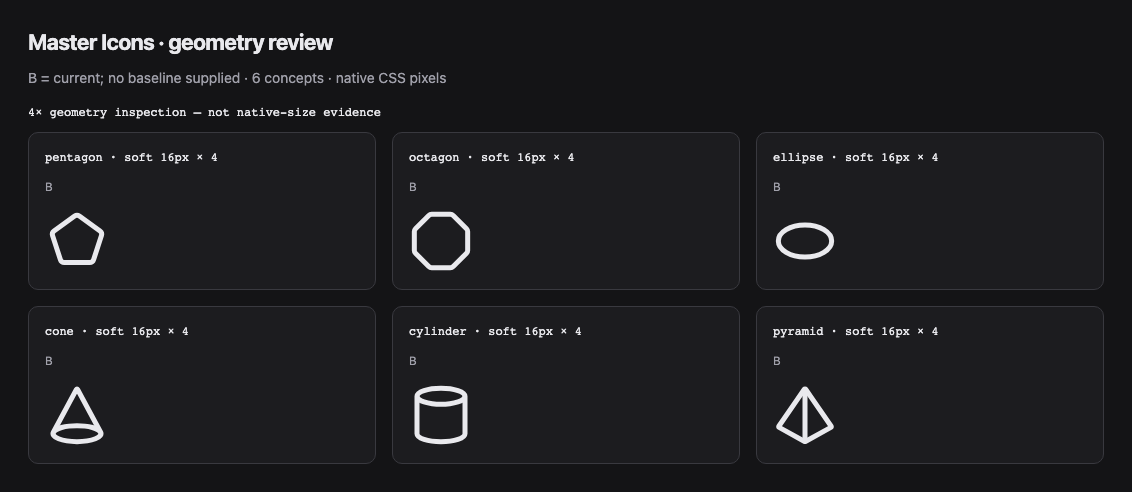 Master Icons · geometry review
B = current; no baseline supplied · 6 concepts · native CSS pixels
4× geometry inspection — not native-size evidence
pentagon · soft 16px × 4
B
octagon · soft 16px × 4
B
ellipse · soft 16px × 4
B
cone · soft 16px × 4
B
cylinder · soft 16px × 4
B
pyramid · soft 16px × 4
B